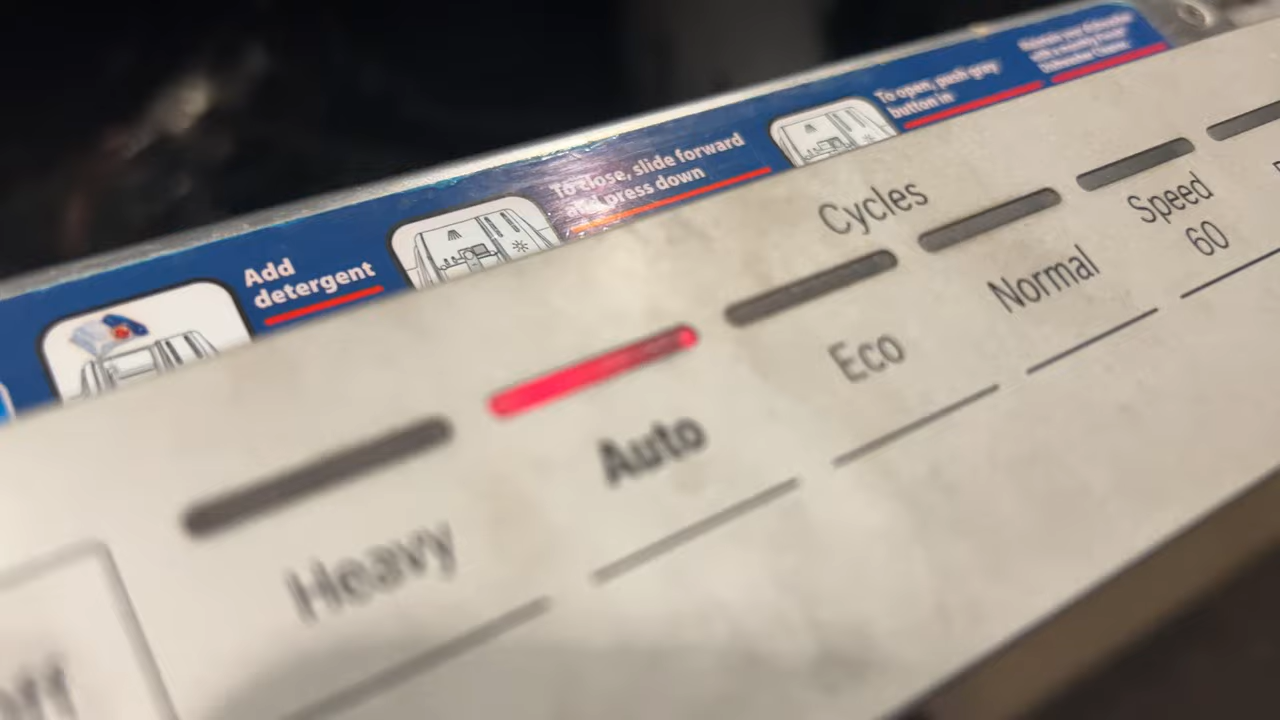 Add
detergent
To close, slide forward
and press down
To open, push gray
button in
Cycles
Heavy
Auto
Eco
Normal
Speed
60